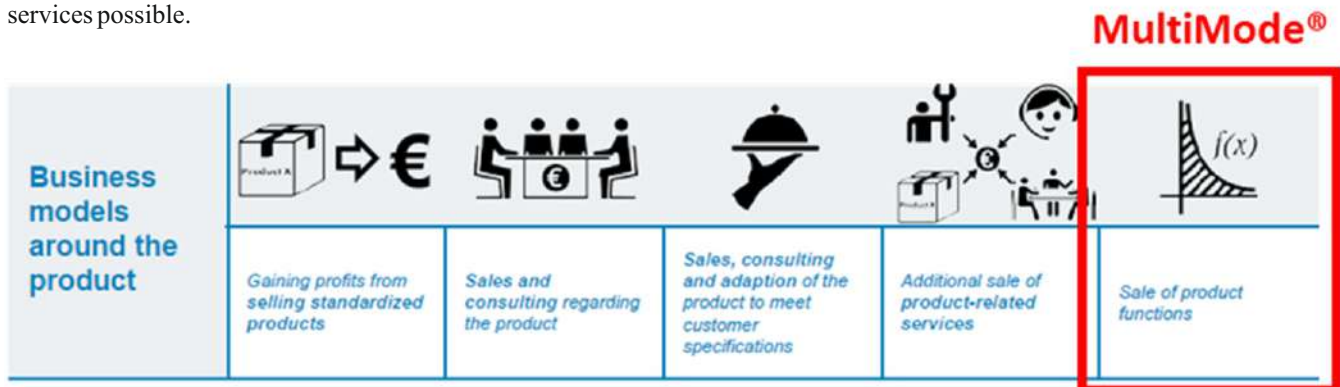 services possible.
MultiMode®
Business
models
around the
product
Product A
€
€
€
f(x)
Product A
Gaining profits from
selling standardized
products
Sales and
consulting regarding
the product
Sales, consulting
and adaption of the
product to meet
customer
specifications
Additional sale of
product-related
services
Sale of product
functions